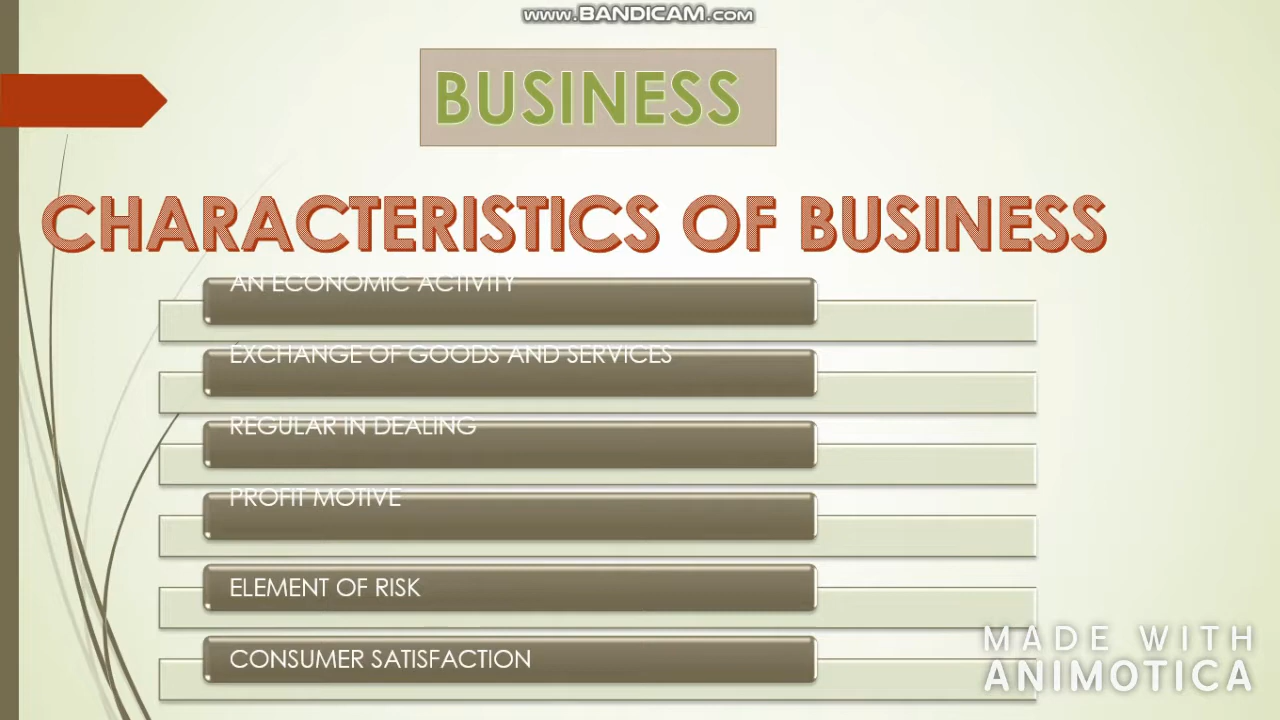 www.BANDICAM.com
BUSINESS
CHARACTERISTICS OF BUSINESS
AN ECONOMIC ACTIVITY
EXCHANGE OF GOODS AND SERVICES
REGULAR IN DEALING
PROFIT MOTIVE
ELEMENT OF RISK
CONSUMER SATISFACTION
MADE WITH
ANIMOTICA